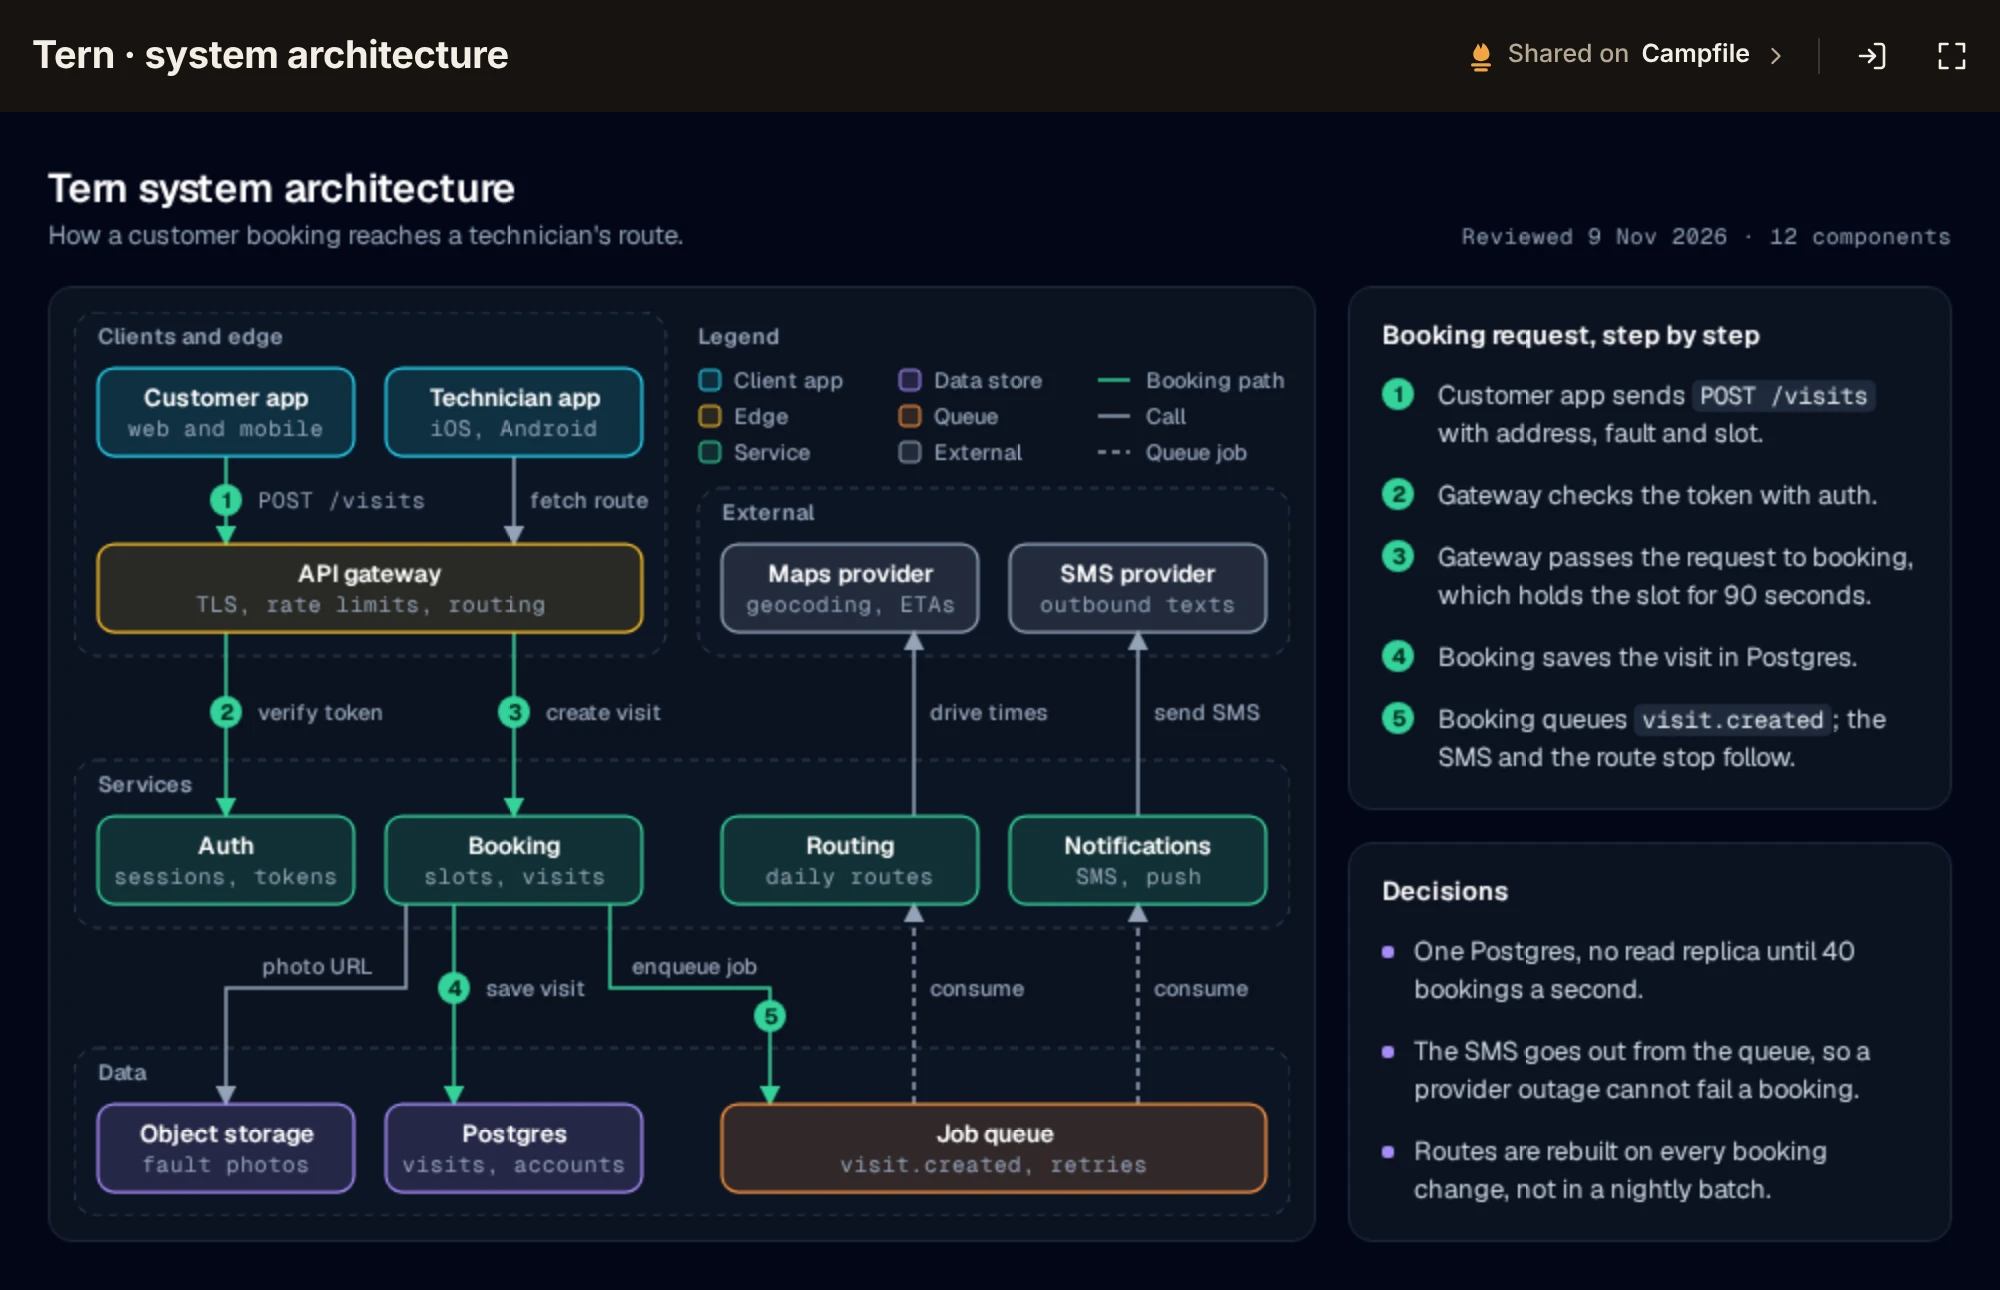 Tern · system architecture
Shared on Campfile
Tern system architecture
How a customer booking reaches a technician's route.
Reviewed 9 Nov 2026 · 12 components
Clients and edge
Customer app
web and mobile
Technician app
iOS, Android
1 POST /visits
fetch route
API gateway
TLS, rate limits, routing
Legend
Client app
Data store
Booking path
Edge
Queue
Call
Service
External
Queue job
External
Maps provider
geocoding, ETAs
SMS provider
outbound texts
2 verify token
3 create visit
drive times
send SMS
Services
Auth
sessions, tokens
Booking
slots, visits
Routing
daily routes
Notifications
SMS, push
photo URL
4 save visit
enqueue job
5
consume
consume
Data
Object storage
fault photos
Postgres
visits, accounts
Job queue
visit.created, retries
Booking request, step by step
1 Customer app sends POST /visits
with address, fault and slot.
2 Gateway checks the token with auth.
3 Gateway passes the request to booking,
which holds the slot for 90 seconds.
4 Booking saves the visit in Postgres.
5 Booking queues visit.created; the
SMS and the route stop follow.
Decisions
One Postgres, no read replica until 40
bookings a second.
The SMS goes out from the queue, so a
provider outage cannot fail a booking.
Routes are rebuilt on every booking
change, not in a nightly batch.